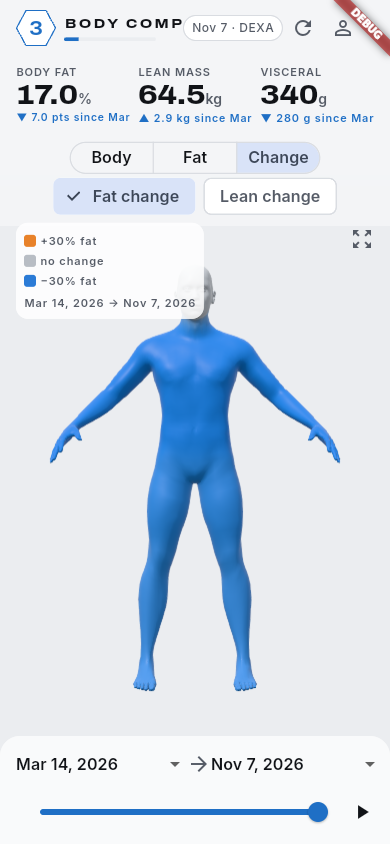 3 BODY COMP Nov 7 · DEXA DEBUG
BODY FAT LEAN MASS VISCERAL
17.0% 64.5kg 340g
▼ 7.0 pts since Mar ▲ 2.9 kg since Mar ▼ 280 g since Mar
Body Fat Change
✓ Fat change Lean change
+30% fat
no change
−30% fat
Mar 14, 2026 → Nov 7, 2026
Mar 14, 2026 → Nov 7, 2026